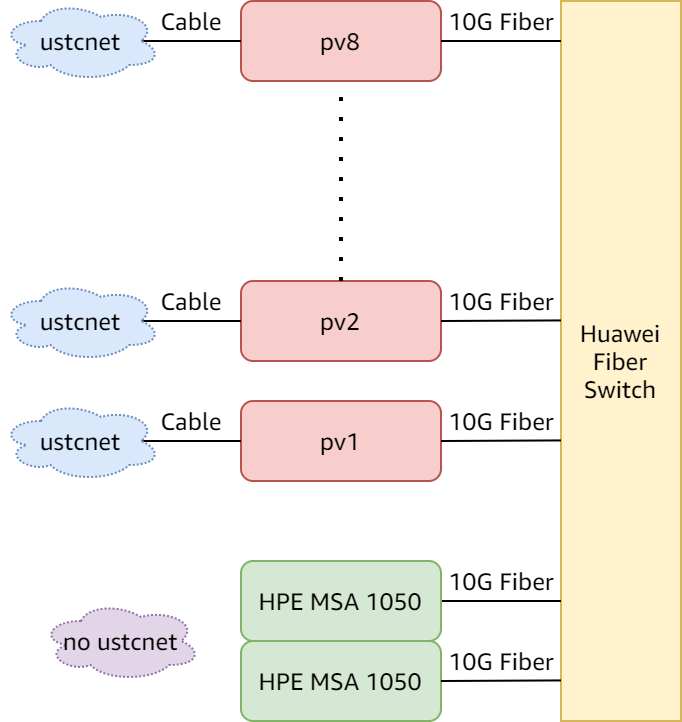 ustcnet
Cable
pv8
10G Fiber
ustcnet
Cable
pv2
10G Fiber
Huawei
Fiber
Switch
ustcnet
Cable
pv1
10G Fiber
HPE MSA 1050
10G Fiber
no ustcnet
HPE MSA 1050
10G Fiber